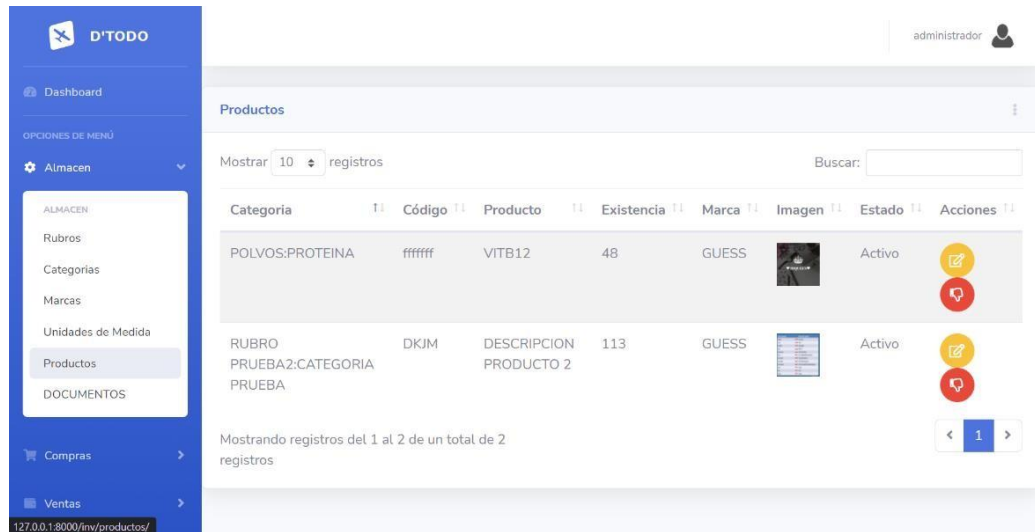 D'TODO
administrador
Dashboard
OPCIONES DE MENÚ
Almacen
ALMACEN
Rubros
Categorias
Marcas
Unidades de Medida
Productos
DOCUMENTOS
Compras
Ventas
127.0.0.1:8000/inv/productos/
Productos
Mostrar 10 registros
Buscar:
Categoria Código Producto Existencia Marca Imagen Estado Acciones
POLVOS:PROTEINA fffffff VITB12 48 GUESS Activo
RUBRO DKJM DESCRIPCION 113 GUESS Activo
PRUEBA2:CATEGORIA PRODUCTO 2
PRUEBA
Mostrando registros del 1 al 2 de un total de 2
registros
< 1 >